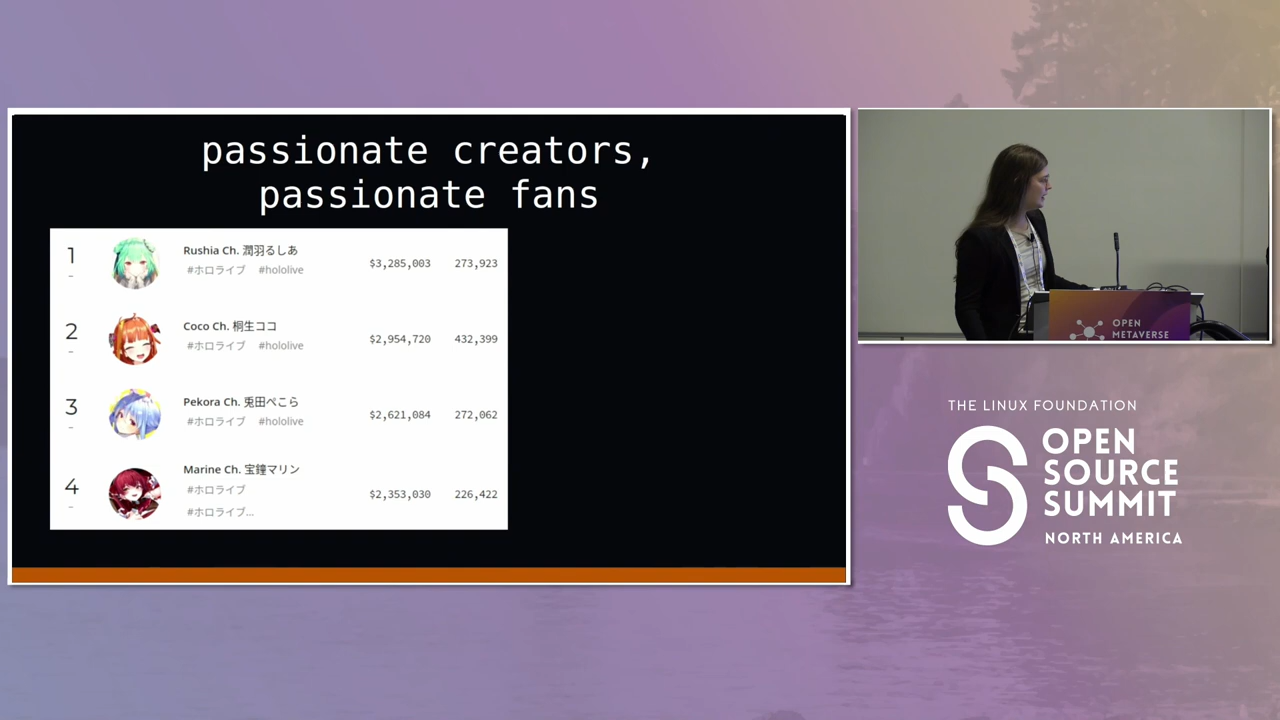 passionate creators,
passionate fans
1
–
Rushia Ch. 潤羽るしあ
#ホロライブ #hololive
$3,285,003 273,923
2
–
Coco Ch. 桐生ココ
#ホロライブ #hololive
$2,954,720 432,399
3
–
Pekora Ch. 兎田ぺこら
#ホロライブ #hololive
$2,621,084 272,062
4
–
Marine Ch. 宝鐘マリン
#ホロライブ
#ホロライブ...
$2,353,030 226,422
OPEN
METAVERSE
THE LINUX FOUNDATION
OPEN
SOURCE
SUMMIT
NORTH AMERICA